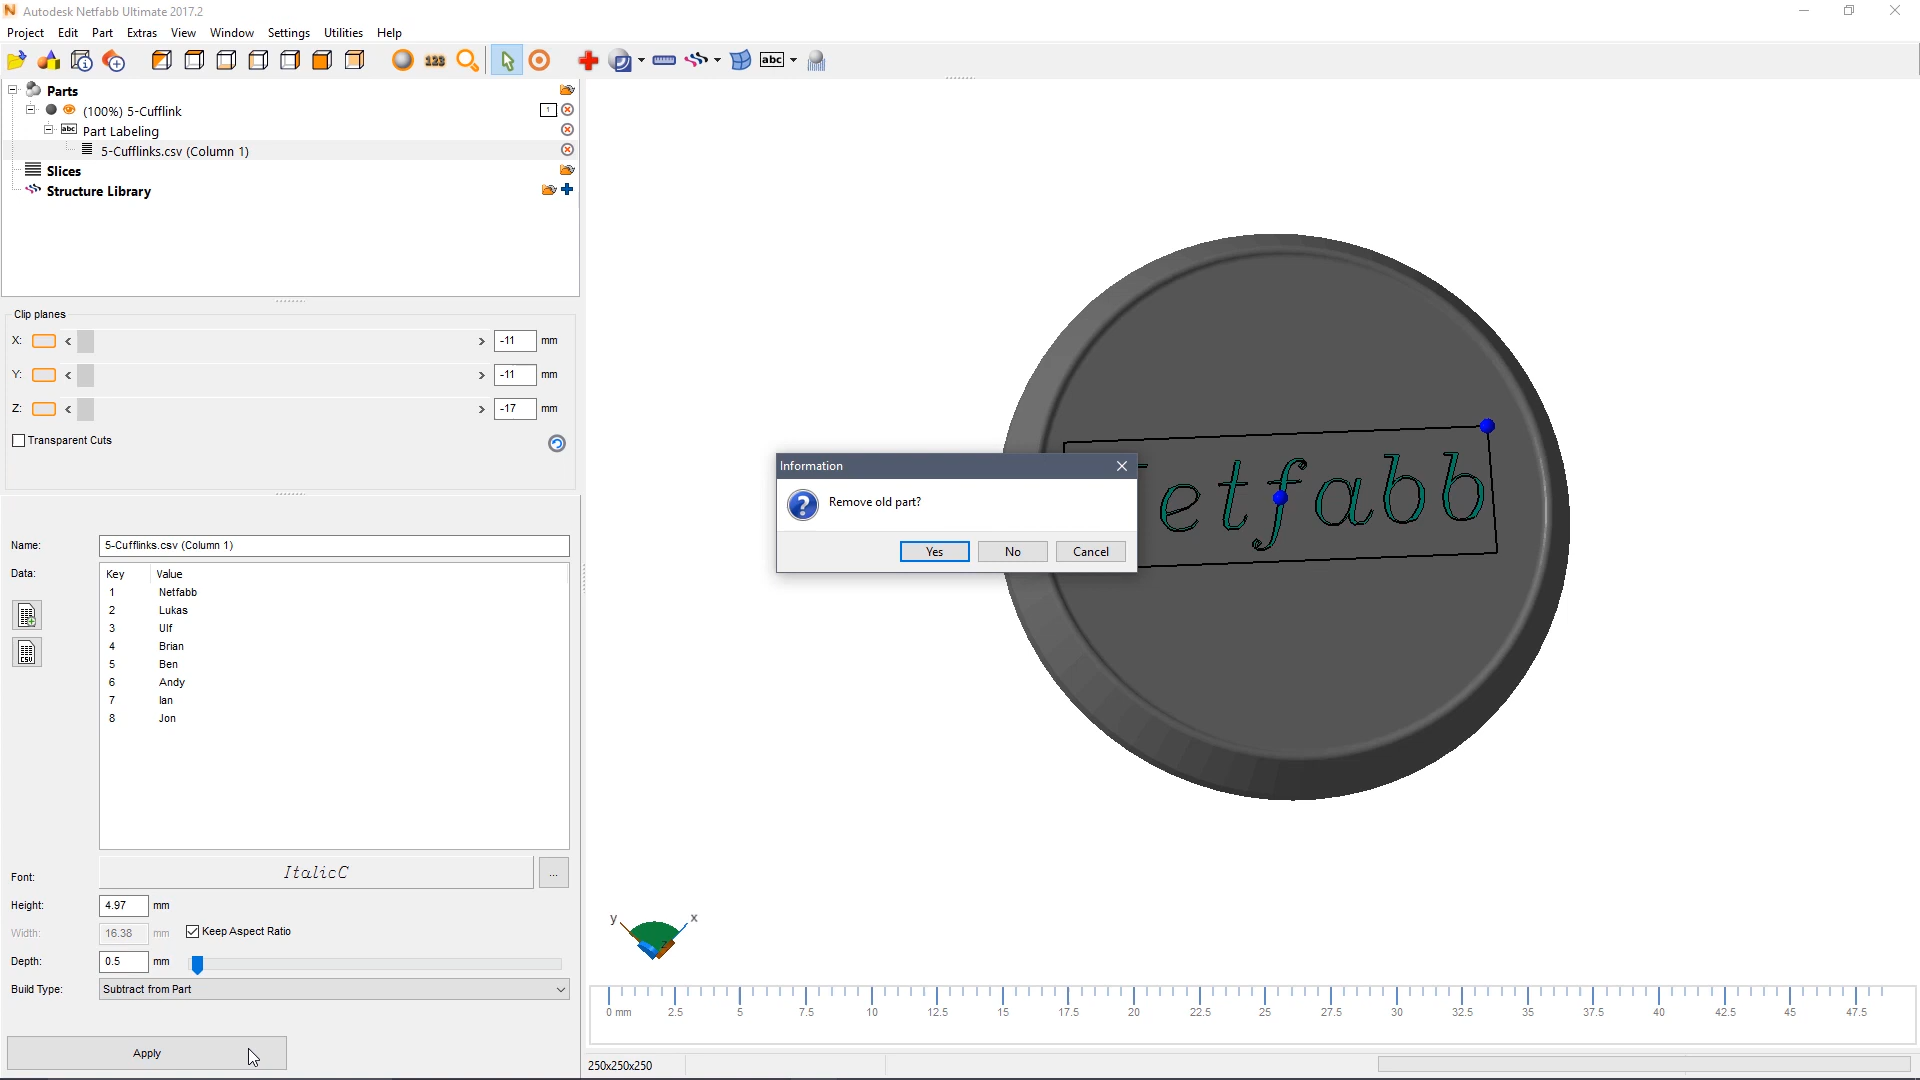 Autodesk Netfabb Ultimate 2017.2
Project Edit Part Extras View Window Settings Utilities Help
123 abc
Parts
(100%) 5-Cufflink
1
abc Part Labeling
5-Cufflinks.csv (Column 1)
Slices
Structure Library
Clip planes
X: < > -11 mm
Y: < > -11 mm
Z: < > -17 mm
Transparent Cuts
Name: 5-Cufflinks.csv (Column 1)
Data:
Key Value
1 Netfabb
2 Lukas
3 Ulf
4 Brian
5 Ben
6 Andy
7 Ian
8 Jon
CSV
Font: ItalicC ...
Height: 4.97 mm
Width: 16.38 mm Keep Aspect Ratio
Depth: 0.5 mm
Build Type: Subtract from Part
Apply
Information
Remove old part?
Yes No Cancel
etfabb
y x
z
0 mm 2.5 5 7.5 10 12.5 15 17.5 20 22.5 25 27.5 30 32.5 35 37.5 40 42.5 45 47.5
250x250x250